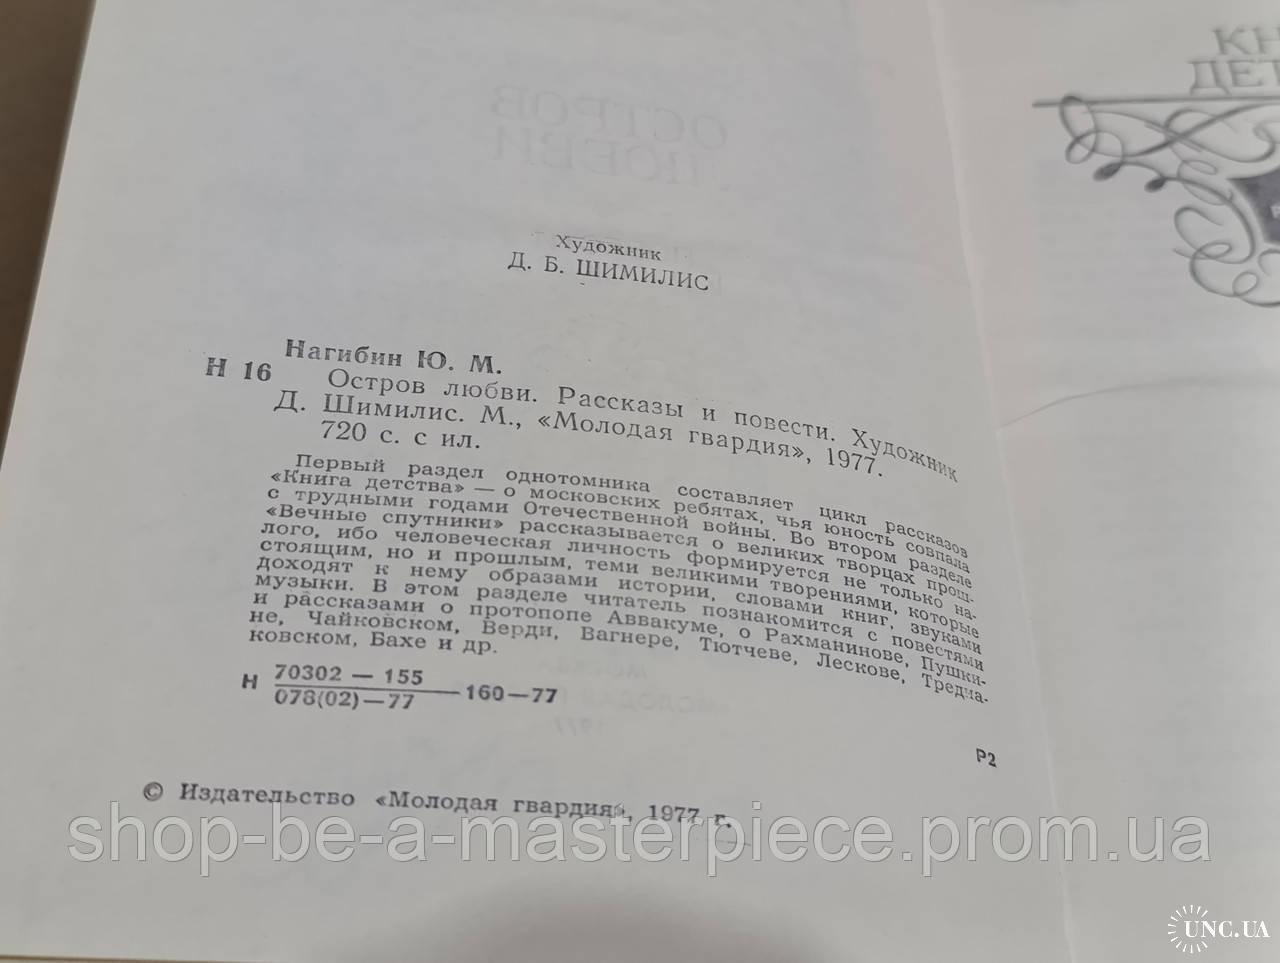 Художник
Д. Б. ШИМИЛИС
Нагибин Ю. М.
Н 16
Остров любви. Рассказы и повести. Художник
Д. Шимилис. М., «Молодая гвардия», 1977.
720 с. с ил.
Первый раздел однотомника составляет цикл рассказов
«Книга детства» — о московских ребятах, чья юность совпала
с трудными годами Отечественной войны. Во втором разделе
«Вечные спутники» рассказывается о великих творцах прош-
лого, ибо человеческая личность формируется не только на-
стоящим, но и прошлым, теми великими творениями, которые
доходят к нему образами истории, словами книг, звуками
музыки. В этом разделе читатель познакомится с повестями
и рассказами о протопопе Аввакуме, о Рахманинове, Пушки-
не, Чайковском, Верди, Вагнере, Тютчеве, Лескове, Тредиа-
ковском, Бахе и др.
Н 70302 — 155
078(02)—77 —160—77
Р2
© Издательство «Молодая гвардия», 1977 г.
КН
ДЕТ
ОСТРОВ
ЛЮБВИ
shop-be-a-masterpiece.prom.ua
UNC.UA